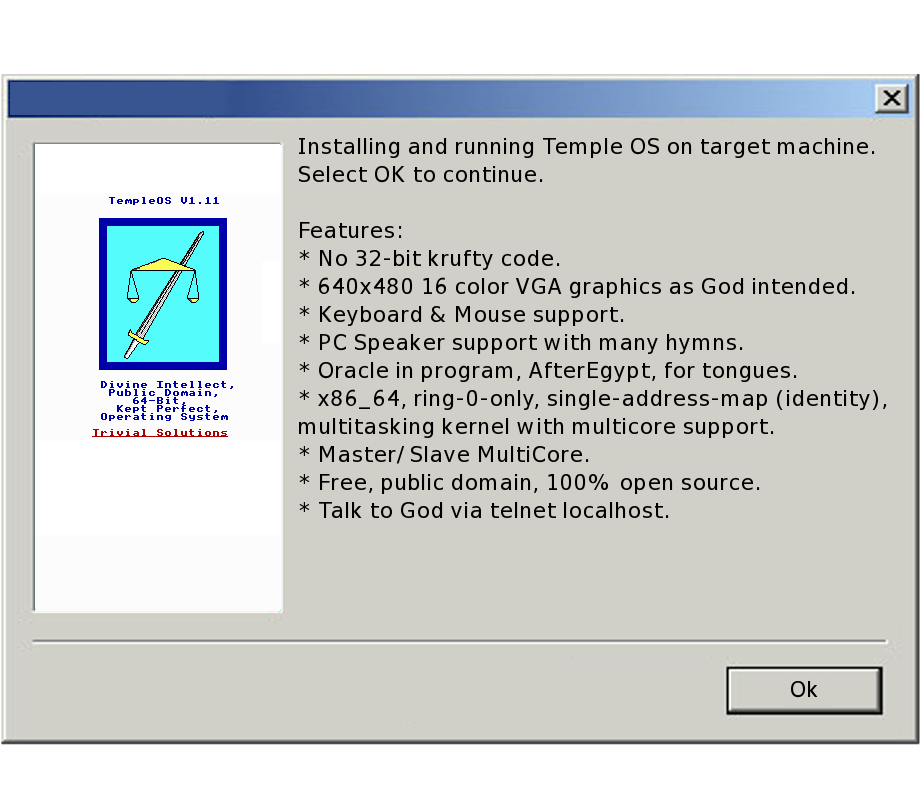 Installing and running Temple OS on target machine.
Select OK to continue.
TempleOS V1.11
Divine Intellect,
Public Domain,
64-Bit,
Kept Perfect,
Operating System
Trivial Solutions
Features:
* No 32-bit krufty code.
* 640x480 16 color VGA graphics as God intended.
* Keyboard & Mouse support.
* PC Speaker support with many hymns.
* Oracle in program, AfterEgypt, for tongues.
* x86_64, ring-0-only, single-address-map (identity),
multitasking kernel with multicore support.
* Master/ Slave MultiCore.
* Free, public domain, 100% open source.
* Talk to God via telnet localhost.
Ok